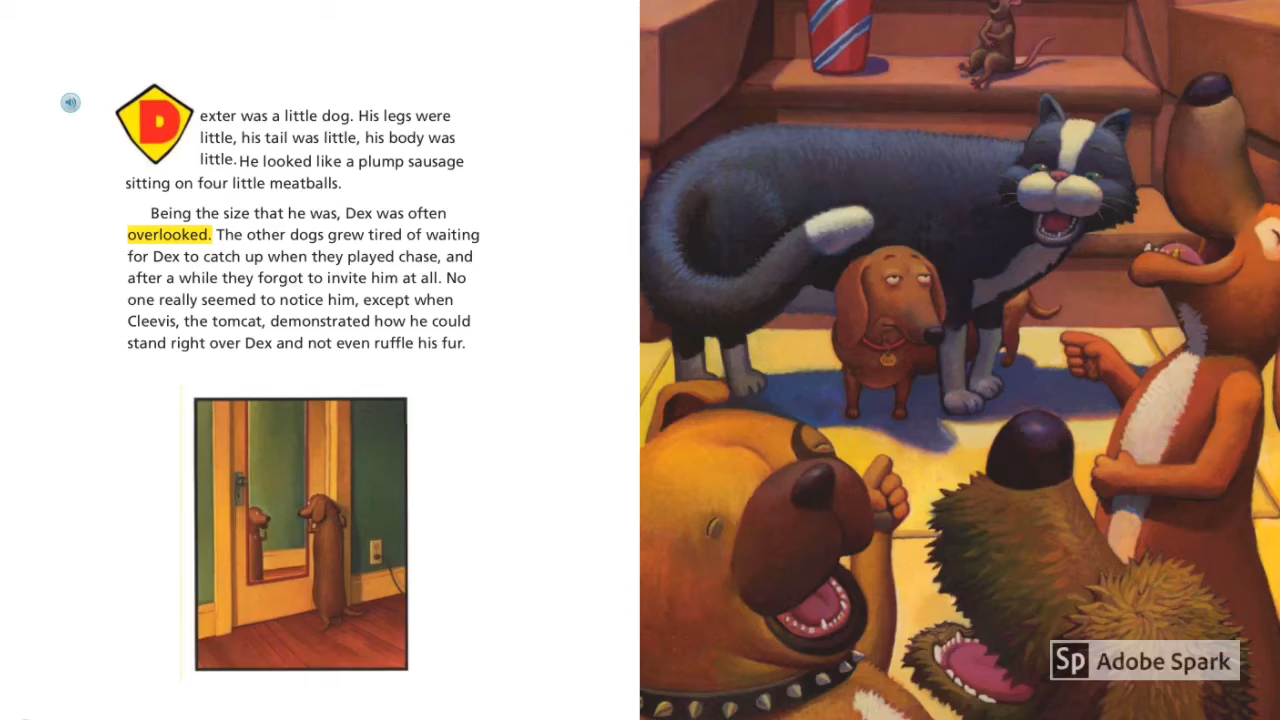 Dexter was a little dog. His legs were
little, his tail was little, his body was
little. He looked like a plump sausage
sitting on four little meatballs.
Being the size that he was, Dex was often
overlooked. The other dogs grew tired of waiting
for Dex to catch up when they played chase, and
after a while they forgot to invite him at all. No
one really seemed to notice him, except when
Cleevis, the tomcat, demonstrated how he could
stand right over Dex and not even ruffle his fur.
Sp Adobe Spark